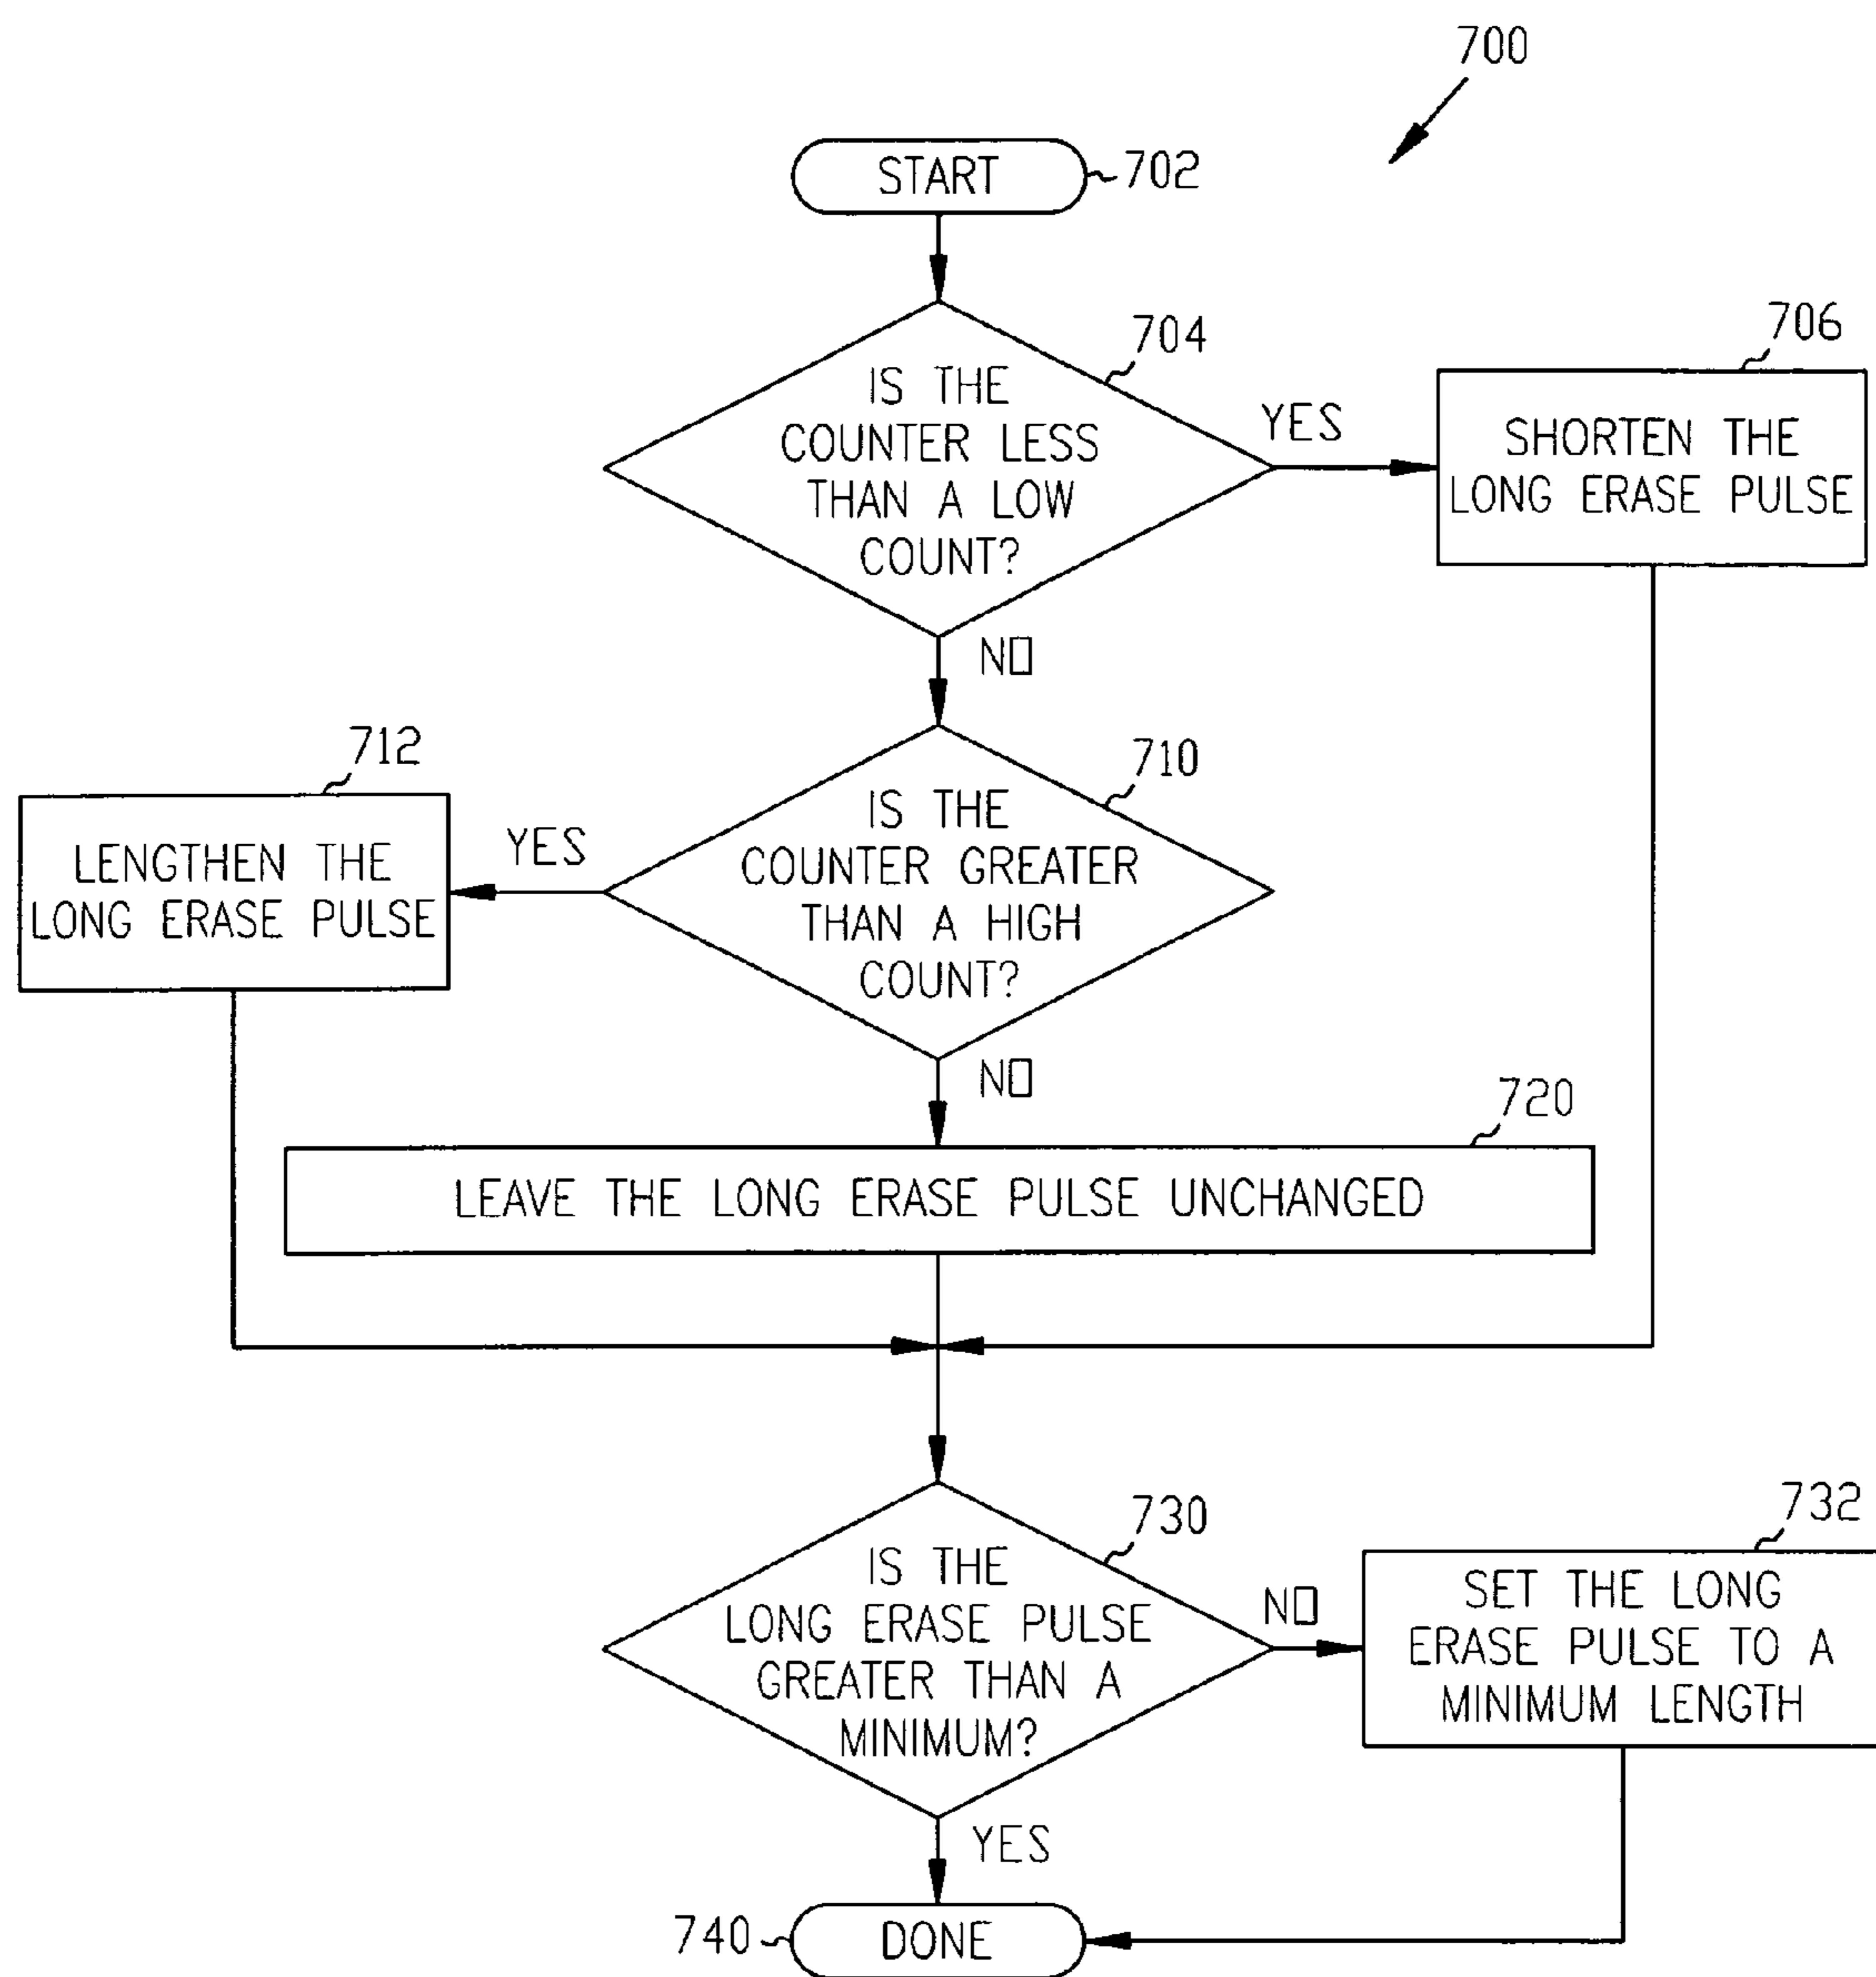 700
START
702
704
IS THE
COUNTER LESS
THAN A LOW
COUNT?
YES
706
SHORTEN THE
LONG ERASE PULSE
NO
712
LENGTHEN THE
LONG ERASE PULSE
YES
710
IS THE
COUNTER GREATER
THAN A HIGH
COUNT?
NO
720
LEAVE THE LONG ERASE PULSE UNCHANGED
730
IS THE
LONG ERASE PULSE
GREATER THAN A
MINIMUM?
NO
732
SET THE LONG
ERASE PULSE TO A
MINIMUM LENGTH
YES
740
DONE